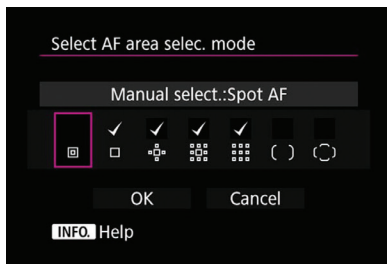 Select AF area selec. mode
Manual select.:Spot AF
OK Cancel
INFO. Help